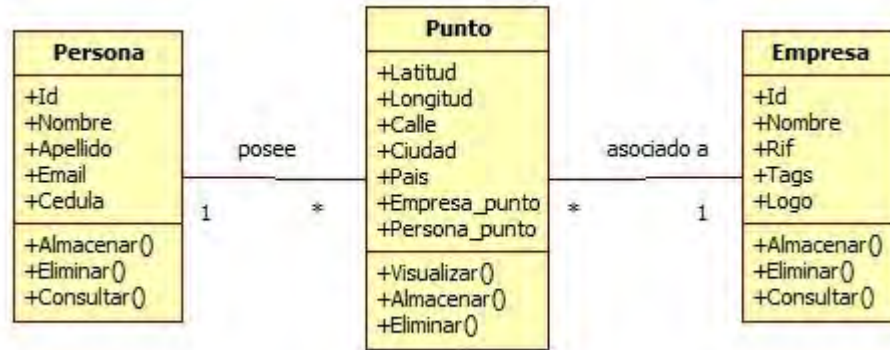 Persona
+Id
+Nombre
+Apellido
+Email
+Cedula
+Almacenar()
+Eliminar()
+Consultar()
posee
1
*
Punto
+Latitud
+Longitud
+Calle
+Ciudad
+Pais
+Empresa_punto
+Persona_punto
+Visualizar()
+Almacenar()
+Eliminar()
asociado a
*
1
Empresa
+Id
+Nombre
+Rif
+Tags
+Logo
+Almacenar()
+Eliminar()
+Consultar()